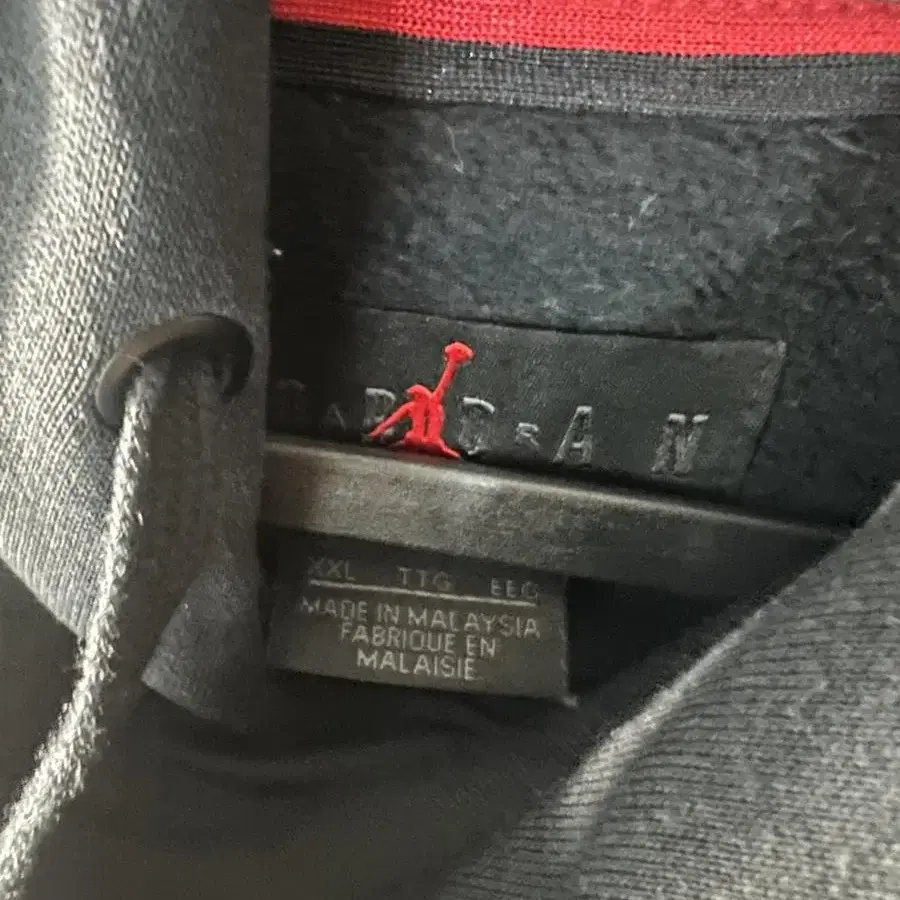 XXL TTG EEG
MADE IN MALAYSIA
FABRIQUE EN
MALAISIE